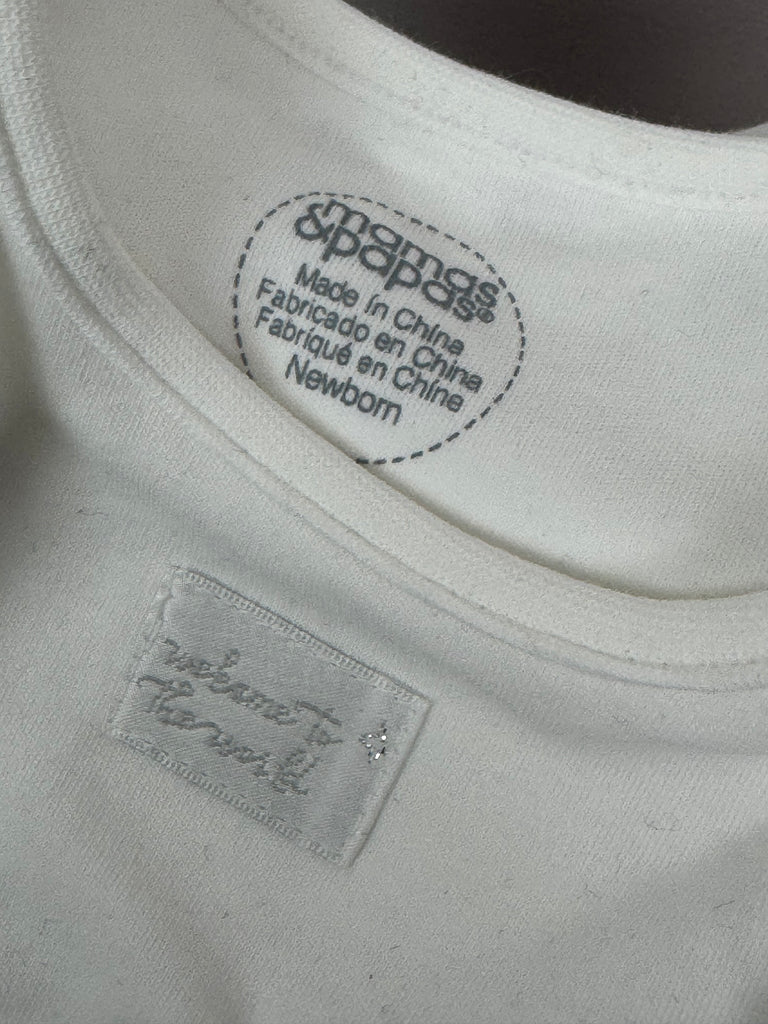 mamas
&papas®
Made in China
Fabricado en China
Fabriqué en Chine
Newborn
welcome to
the world